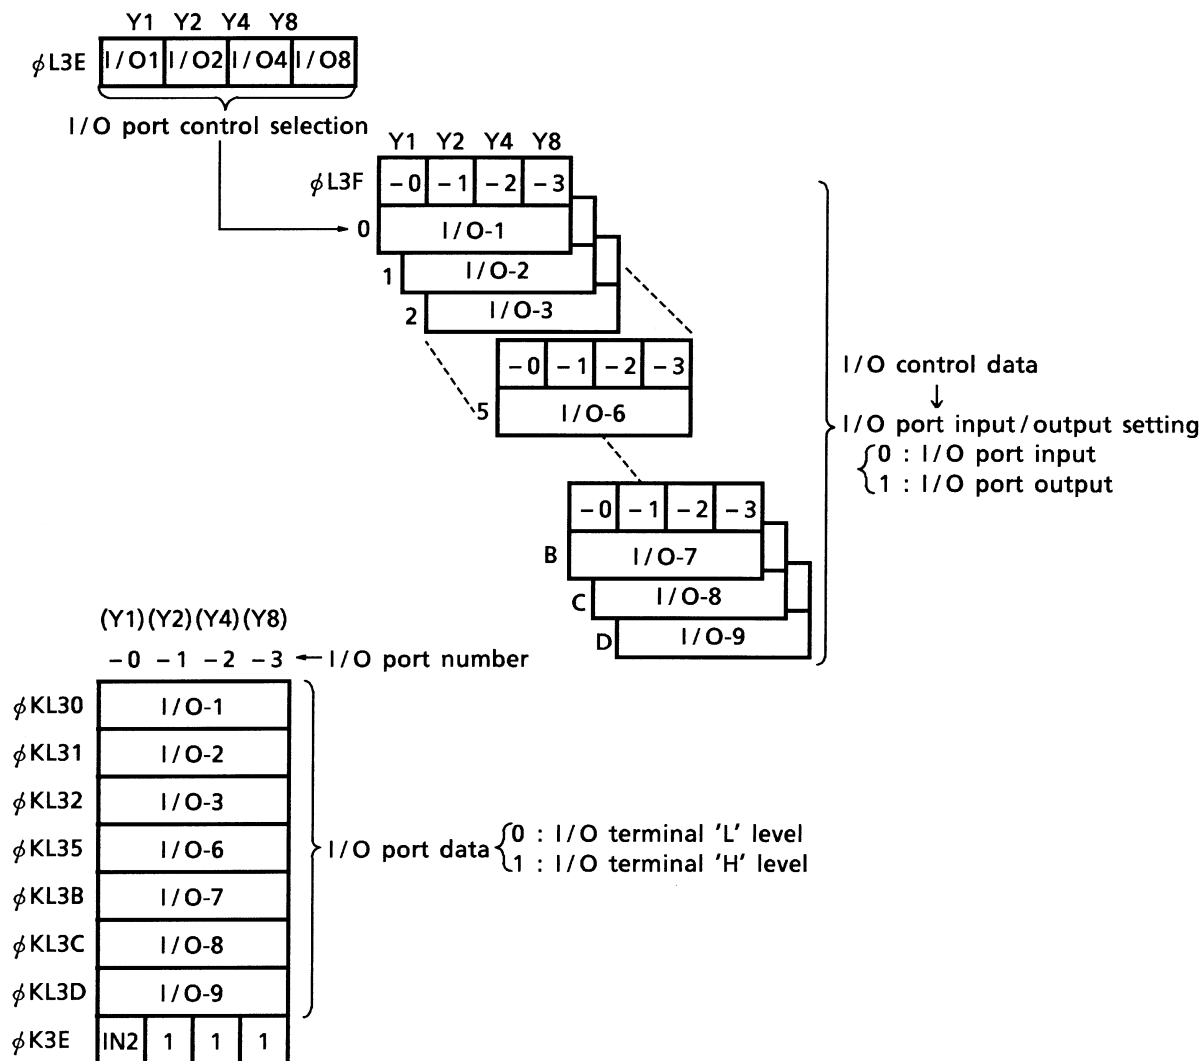 Y1 Y2 Y4 Y8
ϕL3E I/O1 I/O2 I/O4 I/O8
I/O port control selection
Y1 Y2 Y4 Y8
ϕL3F -0 -1 -2 -3
0 I/O-1
1 I/O-2
2 I/O-3
-0 -1 -2 -3
5 I/O-6
-0 -1 -2 -3
B I/O-7
C I/O-8
D I/O-9
I/O control data
↓
I/O port input/output setting
0 : I/O port input
1 : I/O port output
(Y1) (Y2) (Y4) (Y8)
-0 -1 -2 -3 ← I/O port number
ϕKL30 I/O-1
ϕKL31 I/O-2
ϕKL32 I/O-3
ϕKL35 I/O-6
ϕKL3B I/O-7
ϕKL3C I/O-8
ϕKL3D I/O-9
ϕK3E IN2 1 1 1
I/O port data
0 : I/O terminal 'L' level
1 : I/O terminal 'H' level